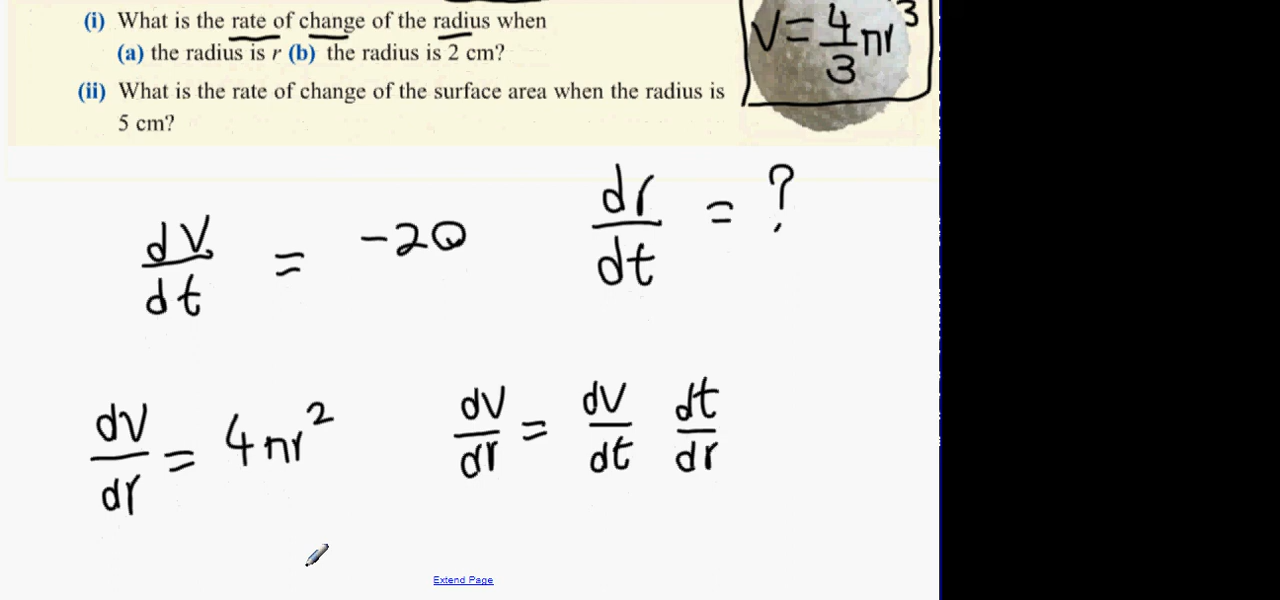 (i) What is the rate of change of the radius when
(a) the radius is r (b) the radius is 2 cm?
(ii) What is the rate of change of the surface area when the radius is
5 cm?
V = 4/3 πr³
dV/dt = -20
dr/dt = ?
dV/dr = 4πr²
dV/dr = dV/dt dt/dr
Extend Page